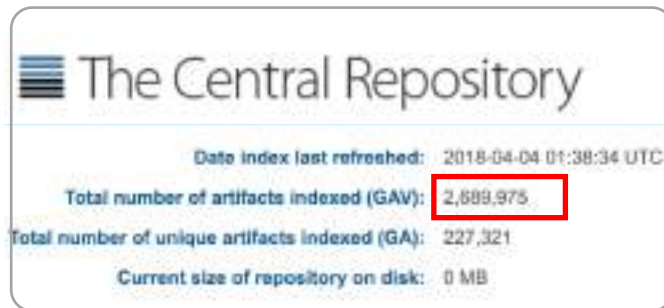 The Central Repository
Date index last refreshed: 2018-04-04 01:38:34 UTC
Total number of artifacts indexed (GAV): 2,689,975
Total number of unique artifacts indexed (GA): 227,321
Current size of repository on disk: 0 MB